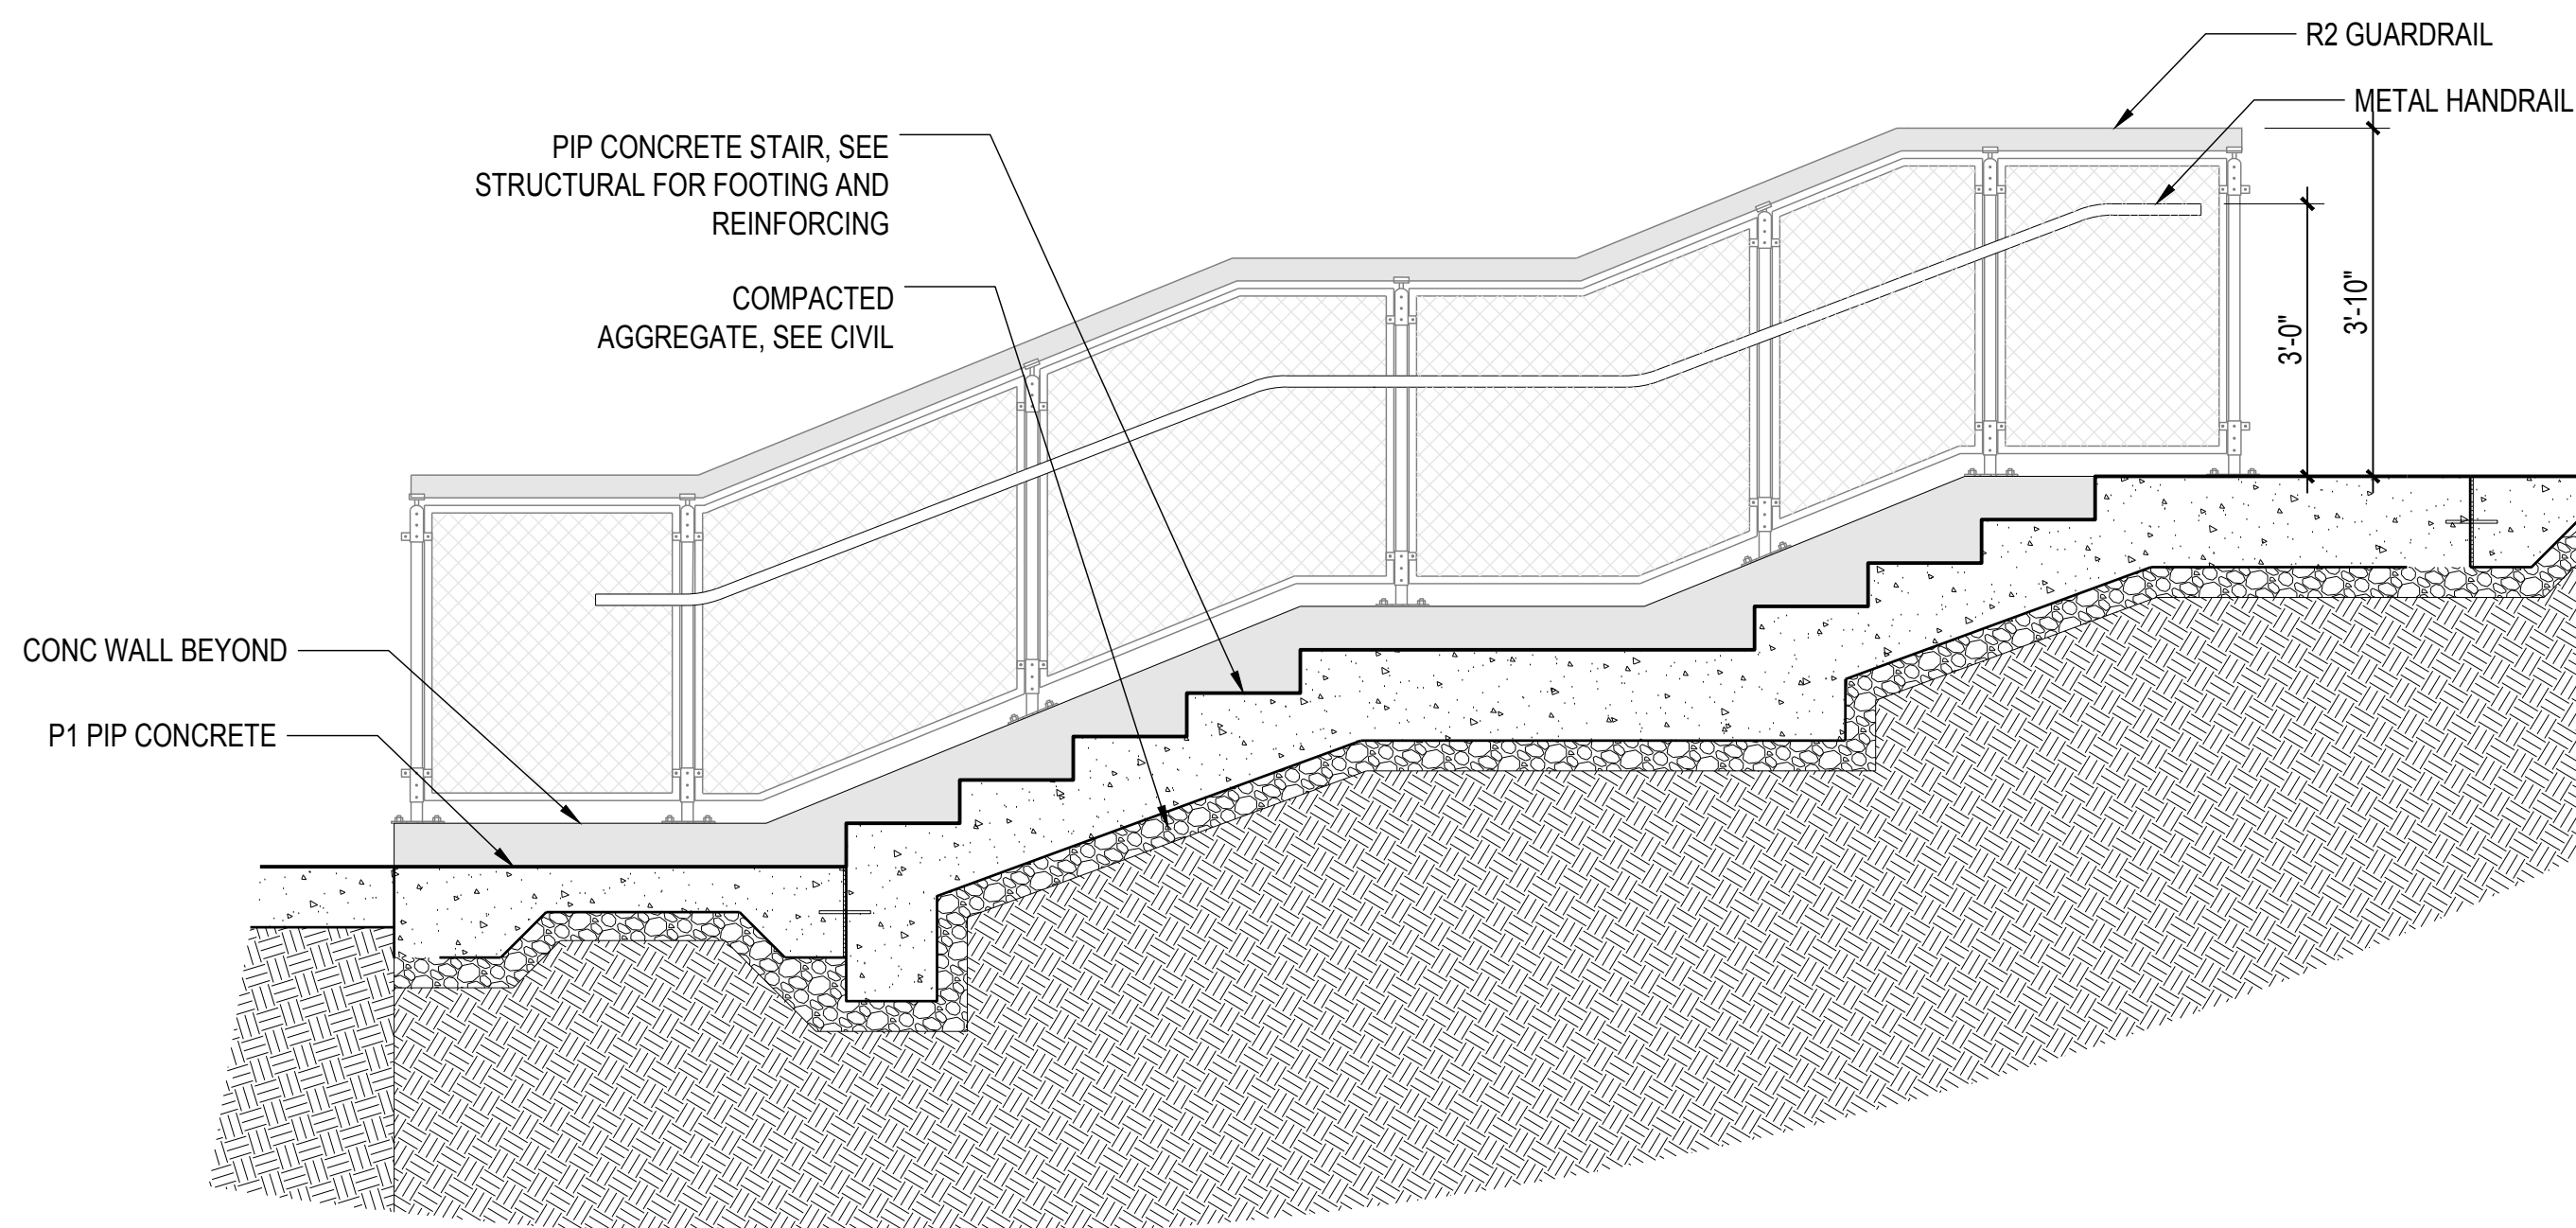 R2 GUARDRAIL
METAL HANDRAIL
PIP CONCRETE STAIR, SEE
STRUCTURAL FOR FOOTING AND
REINFORCING
COMPACTED
AGGREGATE, SEE CIVIL
3'-0"
3'-10"
CONC WALL BEYOND
P1 PIP CONCRETE